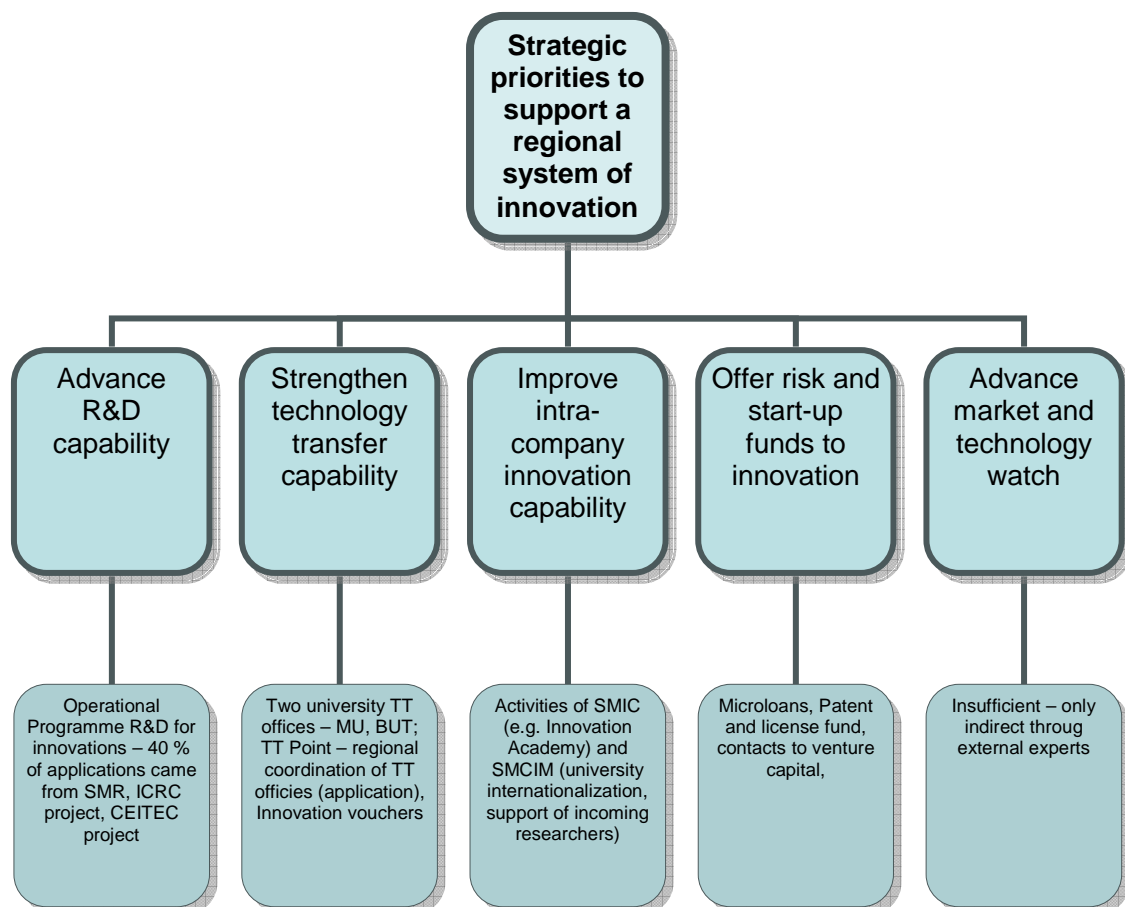 Strategic
priorities to
support a
regional
system of
innovation
Advance
R&D
capability
Strengthen
technology
transfer
capability
Improve
intra-
company
innovation
capability
Offer risk and
start-up
funds to
innovation
Advance
market and
technology
watch
Operational
Programme R&D for
innovations – 40 %
of applications came
from SMR, ICRC
project, CEITEC
project
Two university TT
offices – MU, BUT;
TT Point – regional
coordination of TT
officies (application),
Innovation vouchers
Activities of SMIC
(e.g. Innovation
Academy) and
SMCIM (university
internationalization,
support of incoming
researchers)
Microloans, Patent
and license fund,
contacts to venture
capital,
Insufficient – only
indirect throug
external experts